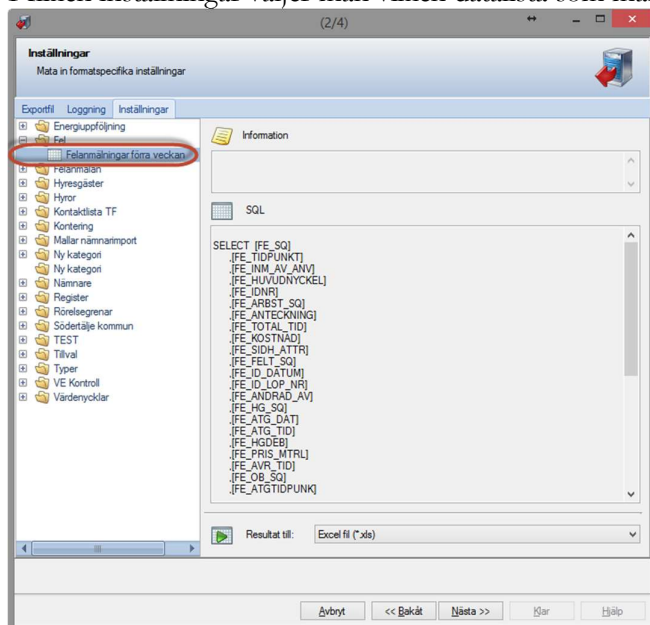 (2/4)
Inställningar
Mata in formatspecifika inställningar
Exportfil Loggning Inställningar
Energiuppföljning
Fel
Felanmälningar förra veckan
Felanmälan
Hyresgäster
Hyror
Kontaktlista TF
Kontering
Mallar nämnarimport
Ny kategori
Ny kategori
Nämnare
Register
Rörelsegrenar
Södertälje kommun
TEST
Tillval
Typer
VE Kontroll
Värdenycklar
Information
SQL
SELECT [FE_SQ]
,[FE_TIDPUNKT]
,[FE_INM_AV_ANV]
,[FE_HUVUDNYCKEL]
,[FE_IDNR]
,[FE_ARBST_SQ]
,[FE_ANTECKNING]
,[FE_TOTAL_TID]
,[FE_KOSTNAD]
,[FE_SIDH_ATTR]
,[FE_FELT_SQ]
,[FE_ID_DATUM]
,[FE_ID_LOP_NR]
,[FE_ANDRAD_AV]
,[FE_HG_SQ]
,[FE_ATG_DAT]
,[FE_ATG_TID]
,[FE_HGDEB]
,[FE_PRIS_MTRL]
,[FE_AVR_TID]
,[FE_OB_SQ]
,[FE_ATGTIDPUNK]
Resultat till: Excel fil (*.xls)
Avbryt << Bakåt Nästa >> Klar Hjälp